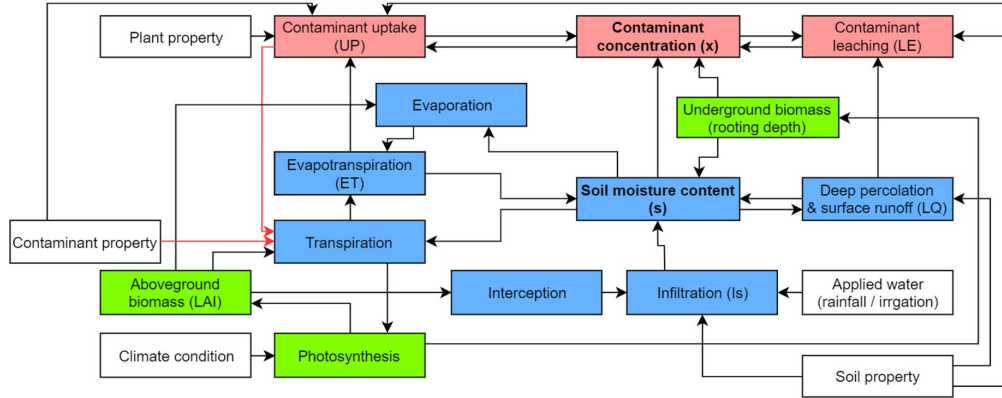 Plant property
Contaminant uptake
(UP)
Contaminant
concentration (x)
Contaminant
leaching (LE)
Evaporation
Underground biomass
(rooting depth)
Evapotranspiration
(ET)
Soil moisture content
(s)
Deep percolation
& surface runoff (LQ)
Contaminant property
Transpiration
Aboveground
biomass (LAI)
Interception
Infiltration (Is)
Applied water
(rainfall / irrgation)
Climate condition
Photosynthesis
Soil property